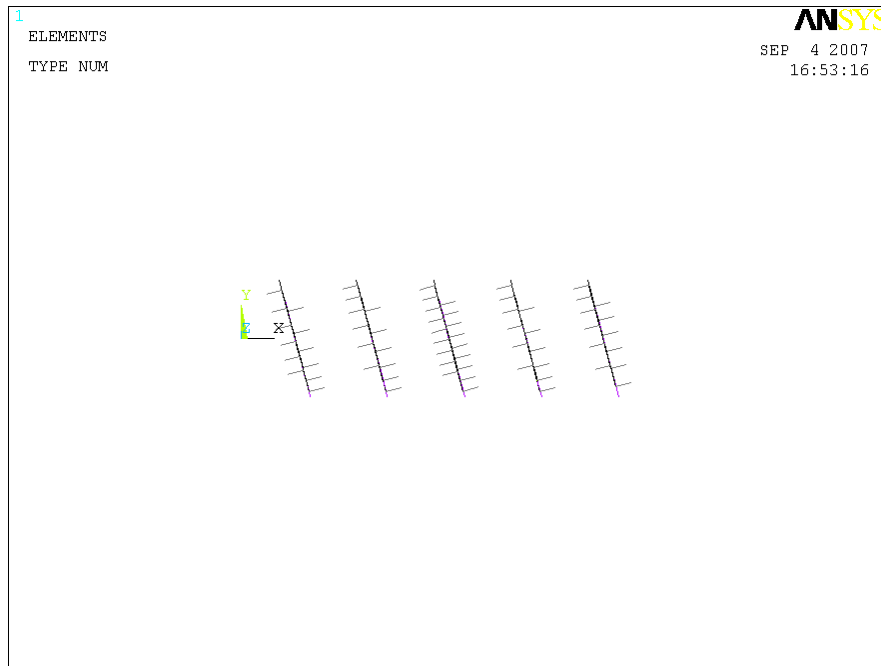 1
ELEMENTS
TYPE NUM
ANSYS
SEP 4 2007
16:53:16
Y
Z X